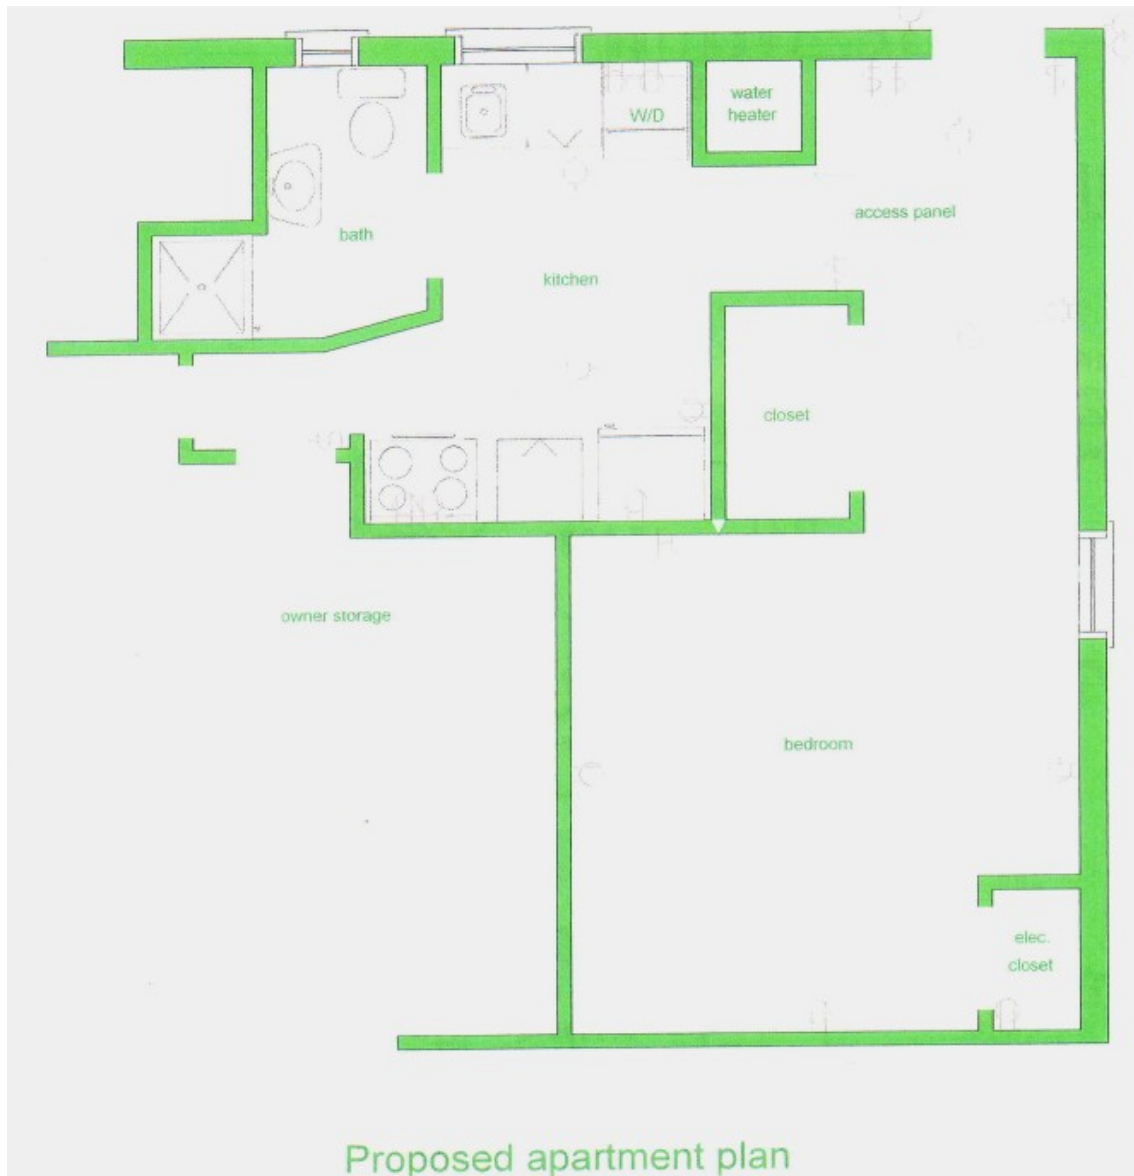 water
heater
W/D
access panel
bath
kitchen
closet
owner storage
bedroom
elec.
closet
Proposed apartment plan